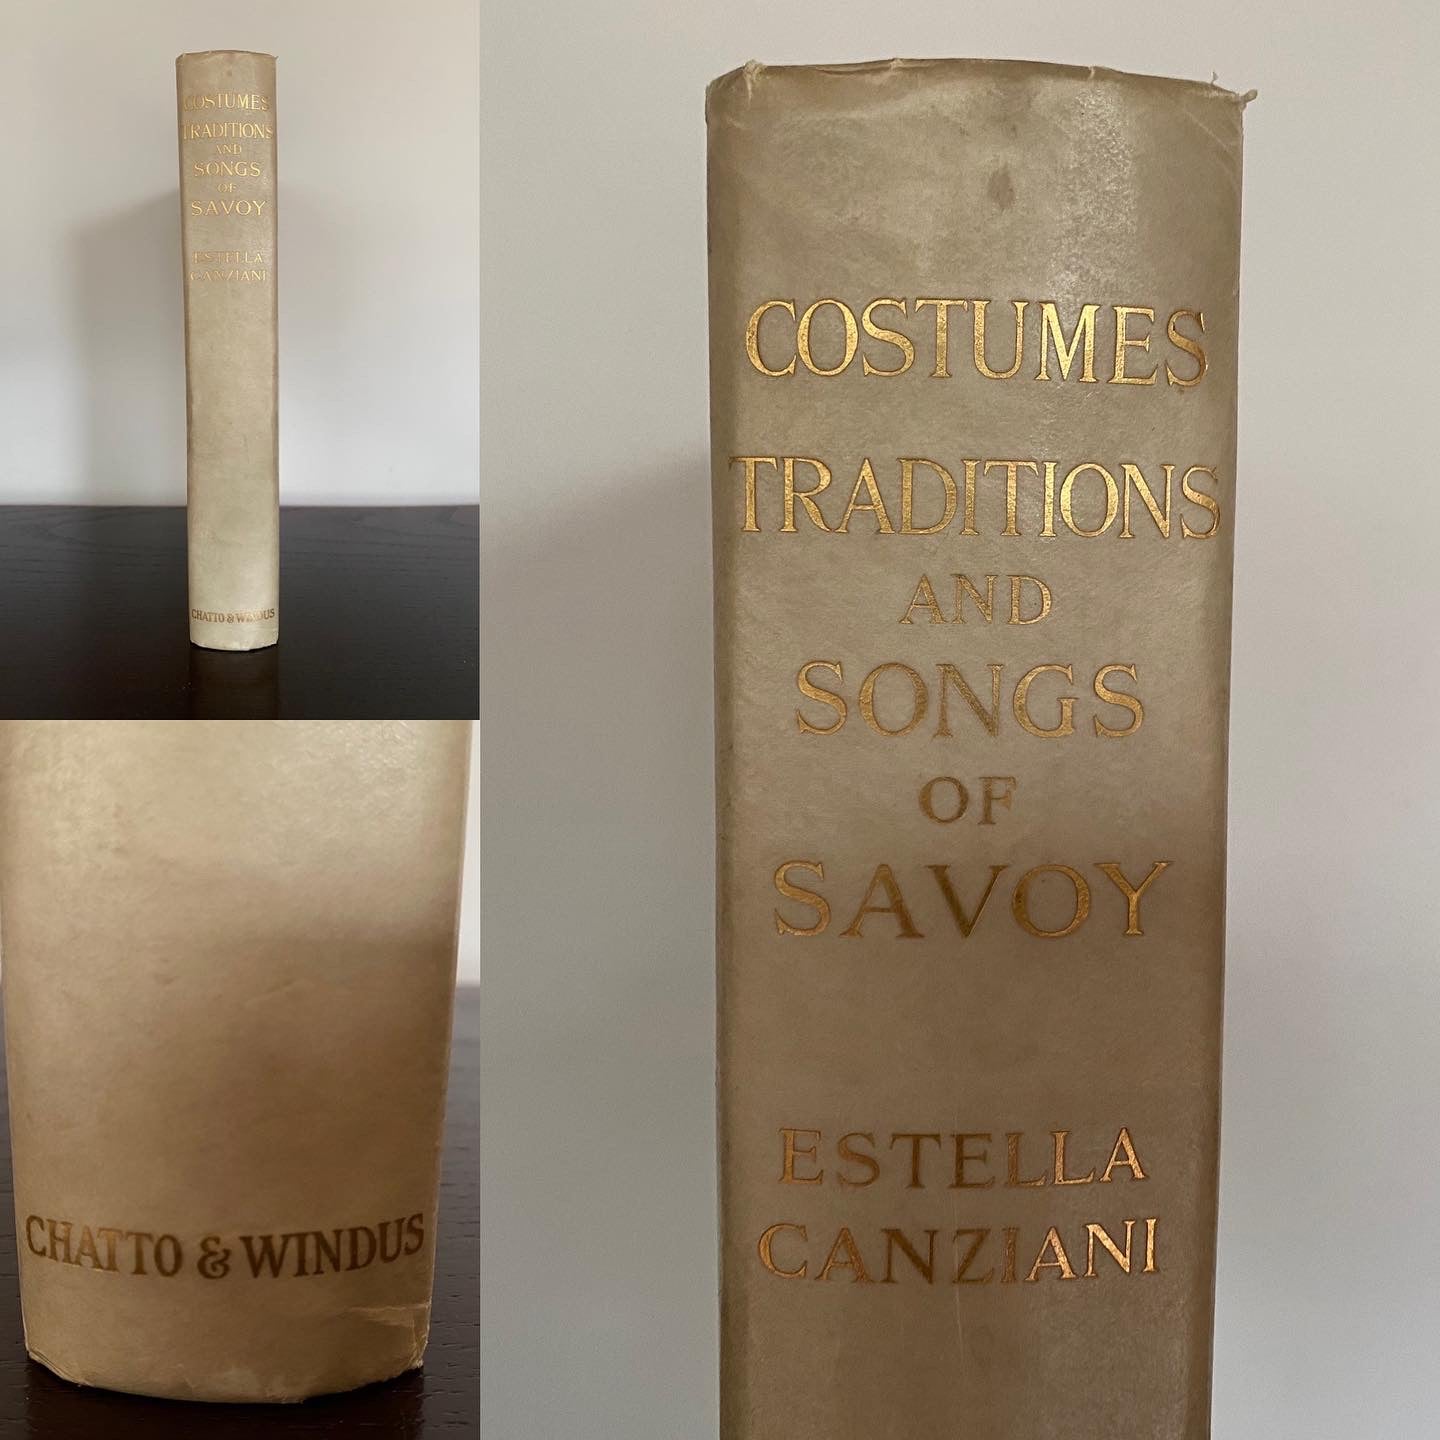 COSTUMES
TRADITIONS
AND
SONGS
OF
SAVOY
ESTELLA
CANZIANI
CHATTO & WINDUS
CHATTO & WINDUS
COSTUMES
TRADITIONS
AND
SONGS
OF
SAVOY
ESTELLA
CANZIANI